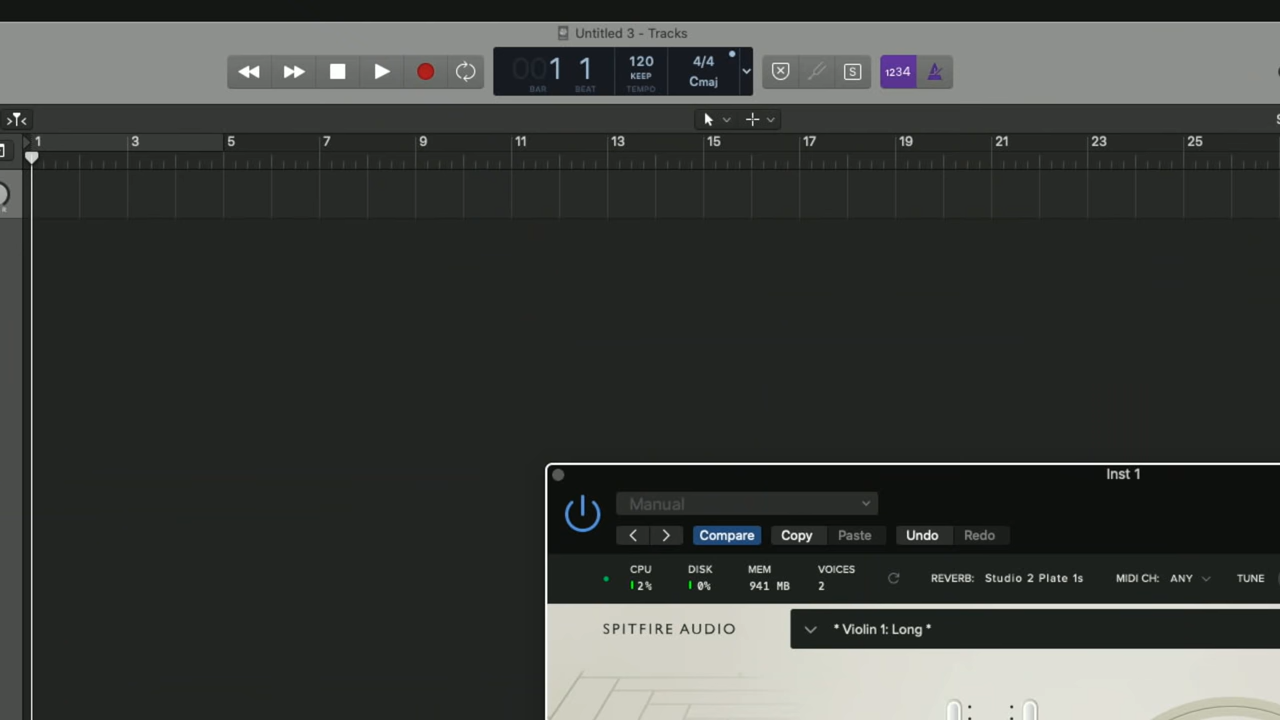 Untitled 3 - Tracks
001 1 120 KEEP 4/4 Cmaj
BAR BEAT TEMPO
S 1234
1 3 5 7 9 11 13 15 17 19 21 23 25
Inst 1
Manual
Compare Copy Paste Undo Redo
CPU DISK MEM VOICES
2% 0% 941 MB 2
REVERB: Studio 2 Plate 1s MIDI CH: ANY TUNE
SPITFIRE AUDIO
* Violin 1: Long *